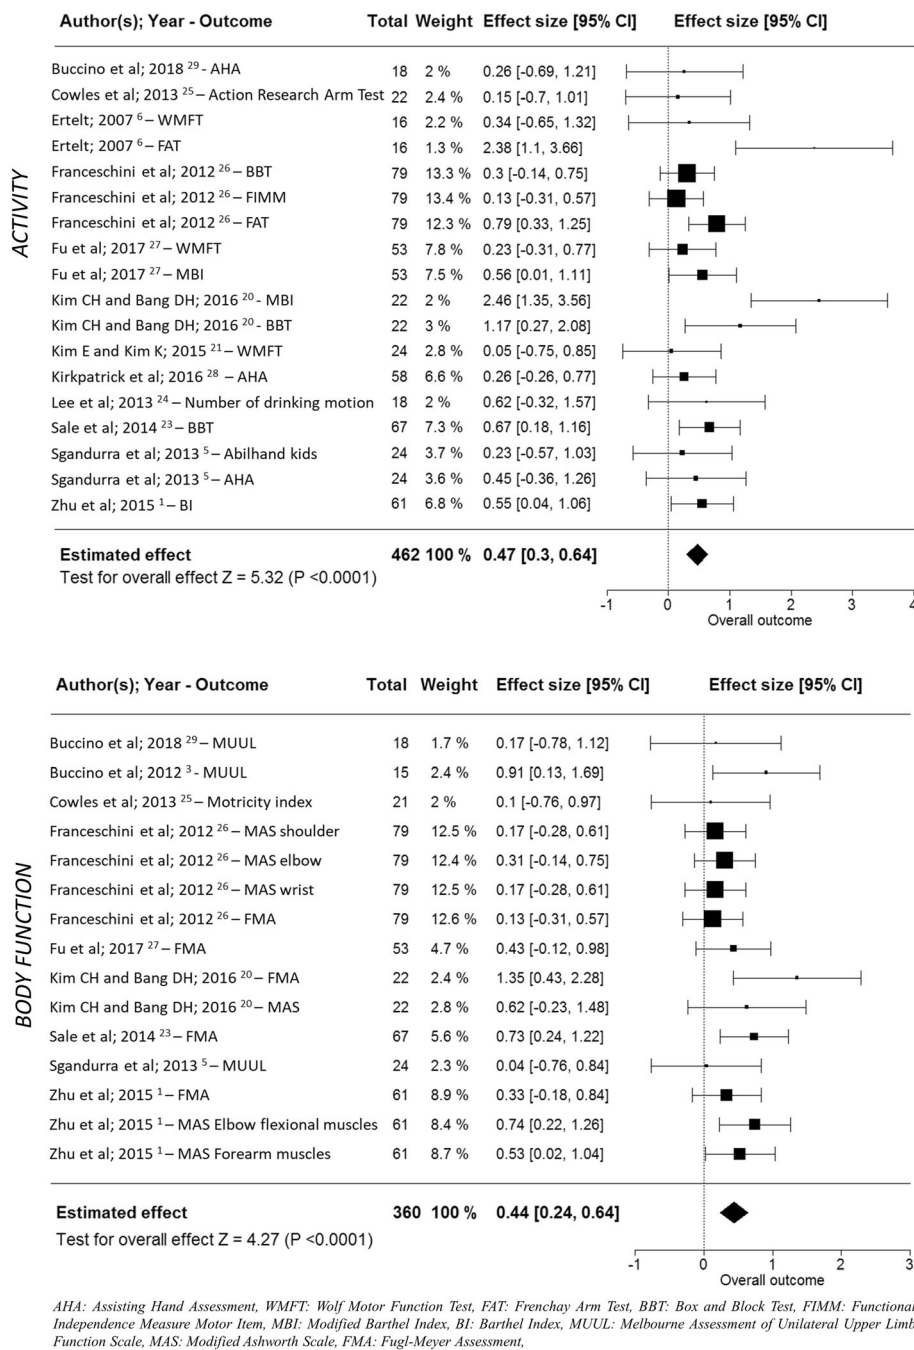 Author(s); Year - Outcome Total Weight Effect size [95% CI] Effect size [95% CI]
ACTIVITY
Buccino et al; 2018 29 - AHA 18 2 % 0.26 [-0.69, 1.21]
Cowles et al; 2013 25 – Action Research Arm Test 22 2.4 % 0.15 [-0.7, 1.01]
Ertelt; 2007 6 – WMFT 16 2.2 % 0.34 [-0.65, 1.32]
Ertelt; 2007 6 – FAT 16 1.3 % 2.38 [1.1, 3.66]
Franceschini et al; 2012 26 – BBT 79 13.3 % 0.3 [-0.14, 0.75]
Franceschini et al; 2012 26 – FIMM 79 13.4 % 0.13 [-0.31, 0.57]
Franceschini et al; 2012 26 – FAT 79 12.3 % 0.79 [0.33, 1.25]
Fu et al; 2017 27 – WMFT 53 7.8 % 0.23 [-0.31, 0.77]
Fu et al; 2017 27 – MBI 53 7.5 % 0.56 [0.01, 1.11]
Kim CH and Bang DH; 2016 20 - MBI 22 2 % 2.46 [1.35, 3.56]
Kim CH and Bang DH; 2016 20 - BBT 22 3 % 1.17 [0.27, 2.08]
Kim E and Kim K; 2015 21 – WMFT 24 2.8 % 0.05 [-0.75, 0.85]
Kirkpatrick et al; 2016 28 – AHA 58 6.6 % 0.26 [-0.26, 0.77]
Lee et al; 2013 24 – Number of drinking motion 18 2 % 0.62 [-0.32, 1.57]
Sale et al; 2014 23 – BBT 67 7.3 % 0.67 [0.18, 1.16]
Sgandurra et al; 2013 5 – Abilhand kids 24 3.7 % 0.23 [-0.57, 1.03]
Sgandurra et al; 2013 5 – AHA 24 3.6 % 0.45 [-0.36, 1.26]
Zhu et al; 2015 1 – BI 61 6.8 % 0.55 [0.04, 1.06]
Estimated effect 462 100 % 0.47 [0.3, 0.64]
Test for overall effect Z = 5.32 (P <0.0001)
-1 0 1 2 3 4
Overall outcome
Author(s); Year - Outcome Total Weight Effect size [95% CI] Effect size [95% CI]
BODY FUNCTION
Buccino et al; 2018 29 – MUUL 18 1.7 % 0.17 [-0.78, 1.12]
Buccino et al; 2012 3 - MUUL 15 2.4 % 0.91 [0.13, 1.69]
Cowles et al; 2013 25 – Motricity index 21 2 % 0.1 [-0.76, 0.97]
Franceschini et al; 2012 26 – MAS shoulder 79 12.5 % 0.17 [-0.28, 0.61]
Franceschini et al; 2012 26 – MAS elbow 79 12.4 % 0.31 [-0.14, 0.75]
Franceschini et al; 2012 26 – MAS wrist 79 12.5 % 0.17 [-0.28, 0.61]
Franceschini et al; 2012 26 – FMA 79 12.6 % 0.13 [-0.31, 0.57]
Fu et al; 2017 27 – FMA 53 4.7 % 0.43 [-0.12, 0.98]
Kim CH and Bang DH; 2016 20 – FMA 22 2.4 % 1.35 [0.43, 2.28]
Kim CH and Bang DH; 2016 20 – MAS 22 2.8 % 0.62 [-0.23, 1.48]
Sale et al; 2014 23 – FMA 67 5.6 % 0.73 [0.24, 1.22]
Sgandurra et al; 2013 5 – MUUL 24 2.3 % 0.04 [-0.76, 0.84]
Zhu et al; 2015 1 – FMA 61 8.9 % 0.33 [-0.18, 0.84]
Zhu et al; 2015 1 – MAS Elbow flexional muscles 61 8.4 % 0.74 [0.22, 1.26]
Zhu et al; 2015 1 – MAS Forearm muscles 61 8.7 % 0.53 [0.02, 1.04]
Estimated effect 360 100 % 0.44 [0.24, 0.64]
Test for overall effect Z = 4.27 (P <0.0001)
-1 0 1 2 3
Overall outcome
AHA: Assisting Hand Assessment, WMFT: Wolf Motor Function Test, FAT: Frenchay Arm Test, BBT: Box and Block Test, FIMM: Functional
Independence Measure Motor Item, MBI: Modified Barthel Index, BI: Barthel Index, MUUL: Melbourne Assessment of Unilateral Upper Limb
Function Scale, MAS: Modified Ashworth Scale, FMA: Fugl-Meyer Assessment,